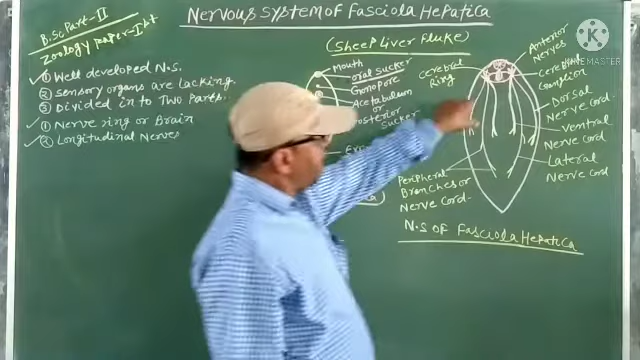 Nervous System of Fasciola Hepatica
(Sheep Liver Fluke)
B.Sc Part-II
Zoology Paper-Ist
① Well developed N.S.
② Sensory organs are lacking
③ Divided in to Two Parts.
① Nerve ring or Brain
② Longitudinal Nerves
Mouth
oral sucker
Gonopore
Acetabulum
or
Posterior
Sucker
Cerebral
Ring
Anterior
Nerves
Cerebral
Ganglion
Dorsal
Nerve Cord
Ventral
Nerve Cord
Lateral
Nerve Cord
Peripheral
Branches or
Nerve Cord
N.S of Fasciola Hepatica
KINEMASTER